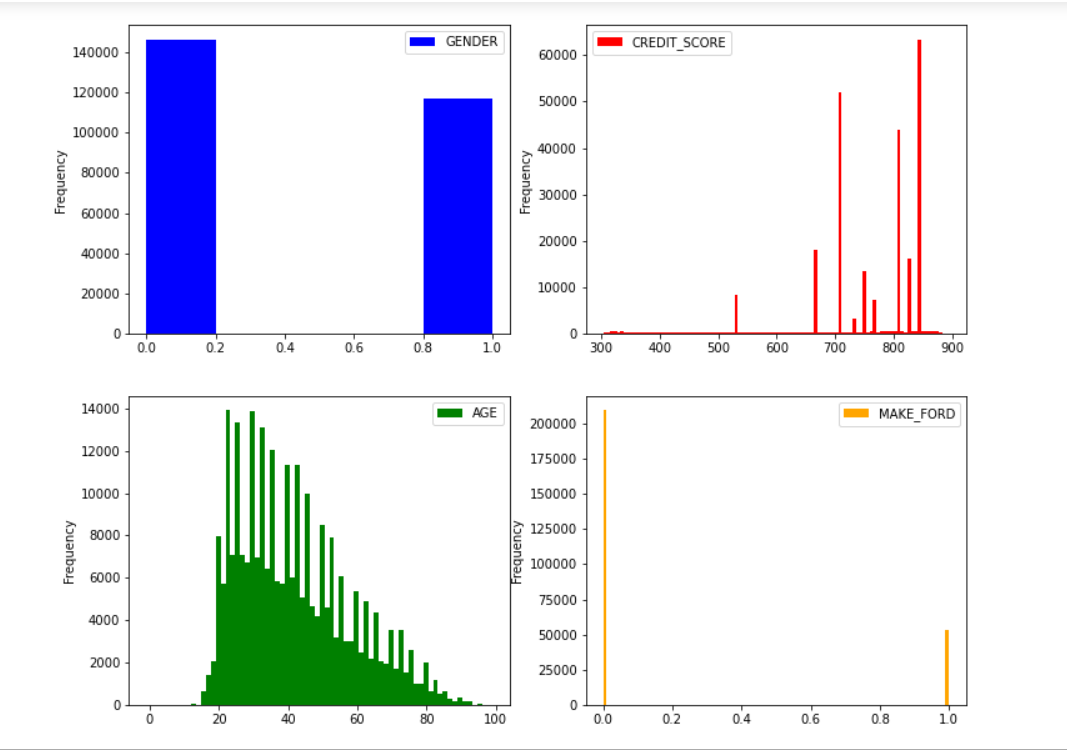 GENDER
Frequency
140000
120000
100000
80000
60000
40000
20000
0
0.0 0.2 0.4 0.6 0.8 1.0
CREDIT_SCORE
Frequency
60000
50000
40000
30000
20000
10000
0
300 400 500 600 700 800 900
AGE
Frequency
14000
12000
10000
8000
6000
4000
2000
0
0 20 40 60 80 100
MAKE_FORD
Frequency
200000
175000
150000
125000
100000
75000
50000
25000
0
0.0 0.2 0.4 0.6 0.8 1.0